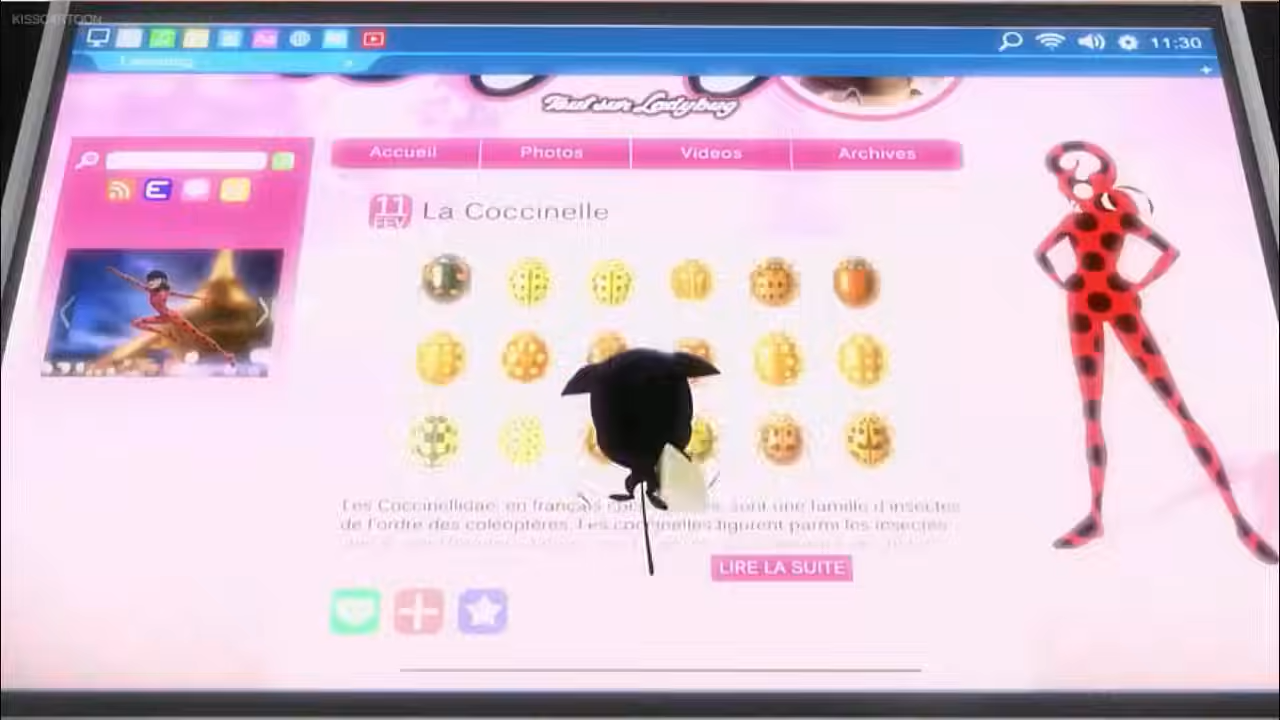 KISSCARTOON
11:30
Tout sur Ladybug
Accueil Photos Videos Archives
11 FEV La Coccinelle
Les Coccinellidae, en français sont une famille d'insectes
de l'ordre des coléoptères. Les coccinelles figurent parmi les insectes
LIRE LA SUITE